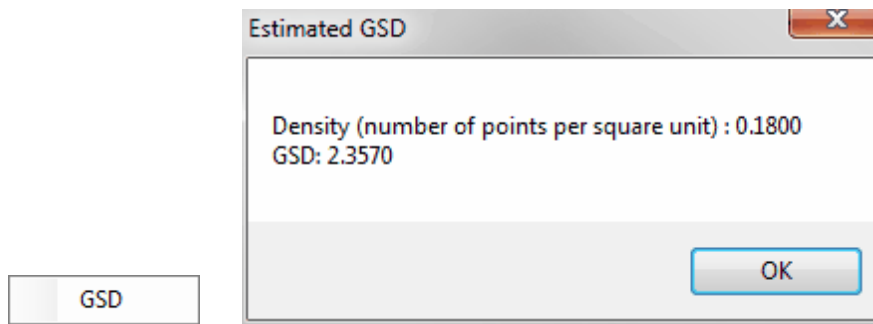 Estimated GSD
Density (number of points per square unit) : 0.1800
GSD: 2.3570
OK
GSD